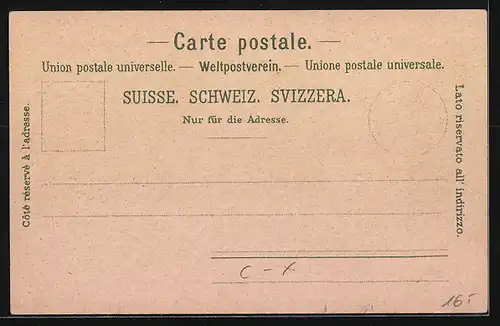 — Carte postale. —
Union postale universelle. — Weltpostverein. — Unione postale universale.
SUISSE. SCHWEIZ. SVIZZERA.
Nur für die Adresse.
Côté réservé à l'adresse.
Lato riservato all' indirizzo.
C - x
16.-